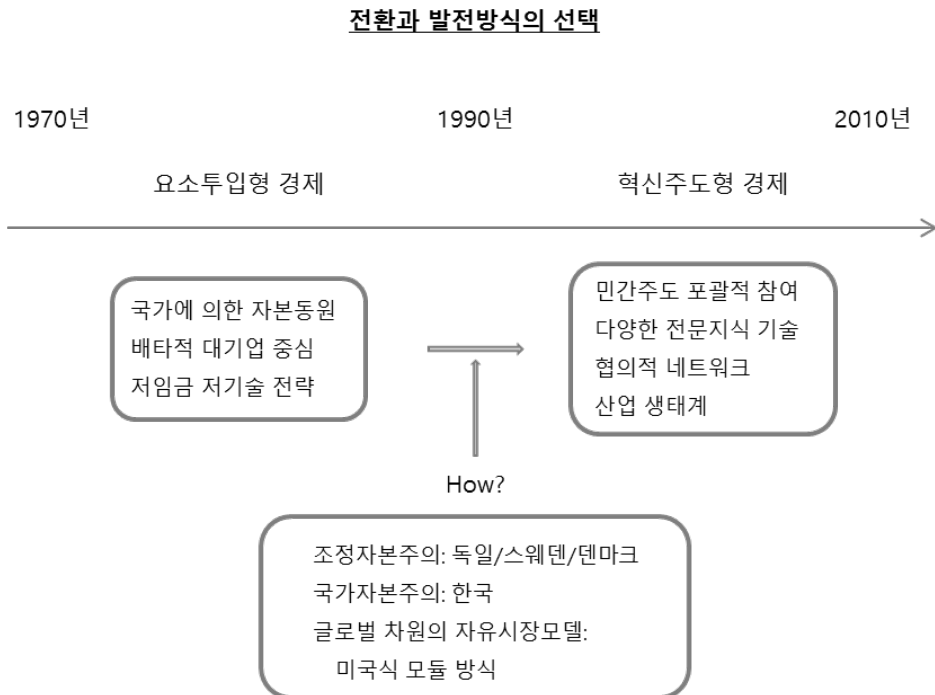 전환과 발전방식의 선택
1970년
1990년
2010년
요소투입형 경제
혁신주도형 경제
국가에 의한 자본동원
배타적 대기업 중심
저임금 저기술 전략
민간주도 포괄적 참여
다양한 전문지식 기술
협의적 네트워크
산업 생태계
How?
조정자본주의: 독일/스웨덴/덴마크
국가자본주의: 한국
글로벌 차원의 자유시장모델:
미국식 모듈 방식